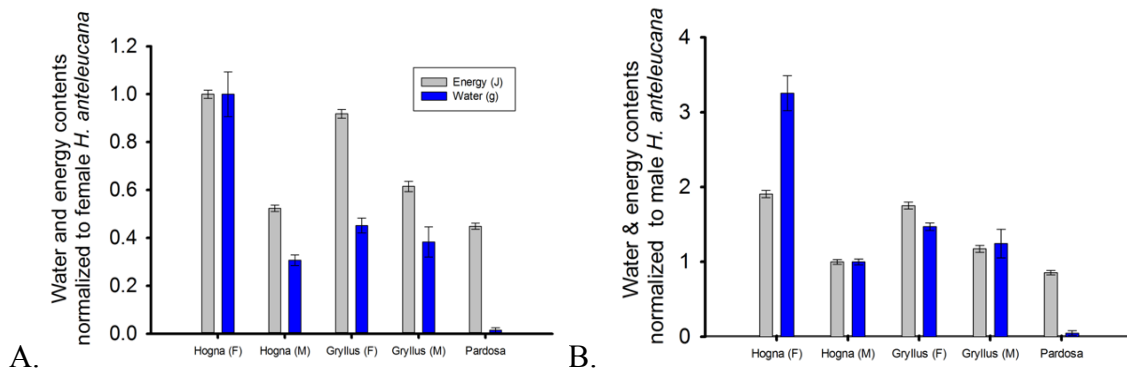 Water and energy contents
normalized to female H. anteleucana
1.2
1.0
0.8
0.6
0.4
0.2
0.0
Energy (J)
Water (g)
Hogna (F) Hogna (M) Gryllus (F) Gryllus (M) Pardosa
A.
Water & energy contents
normalized to male H. anteleucana
4
3
2
1
0
Hogna (F) Hogna (M) Gryllus (F) Gryllus (M) Pardosa
B.